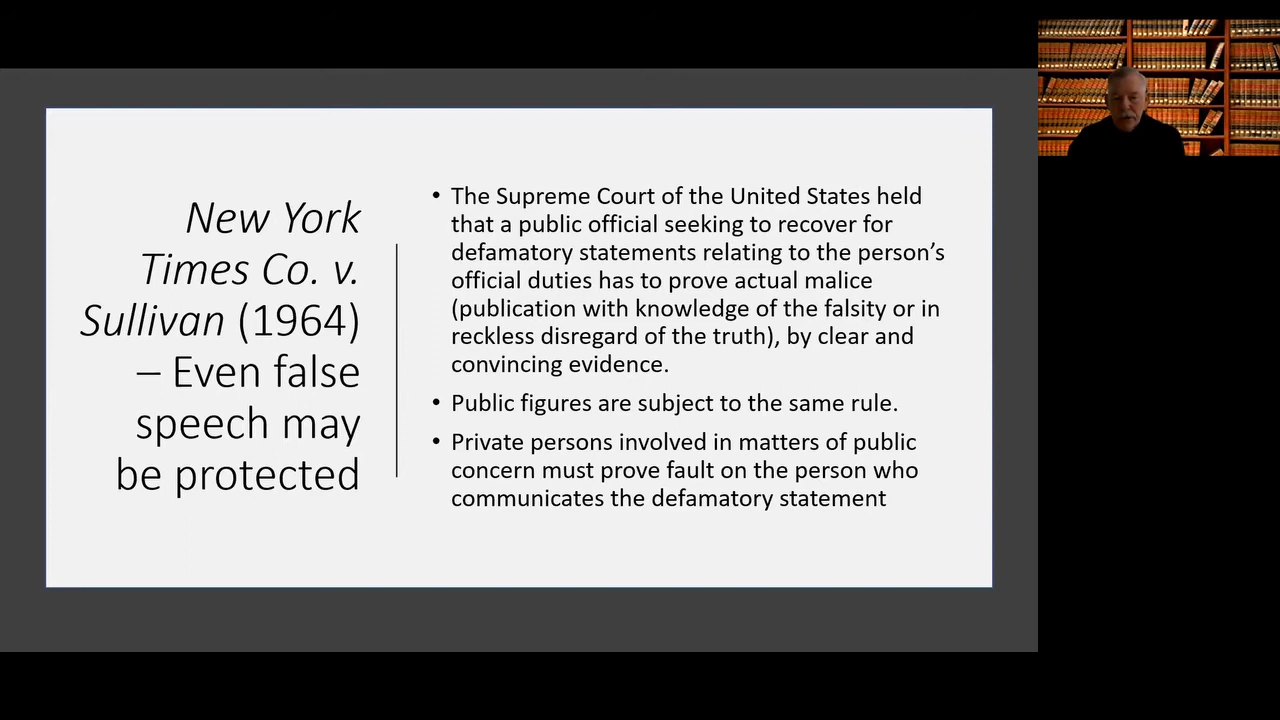 New York
Times Co. v.
Sullivan (1964)
– Even false
speech may
be protected
• The Supreme Court of the United States held
that a public official seeking to recover for
defamatory statements relating to the person’s
official duties has to prove actual malice
(publication with knowledge of the falsity or in
reckless disregard of the truth), by clear and
convincing evidence.
• Public figures are subject to the same rule.
• Private persons involved in matters of public
concern must prove fault on the person who
communicates the defamatory statement